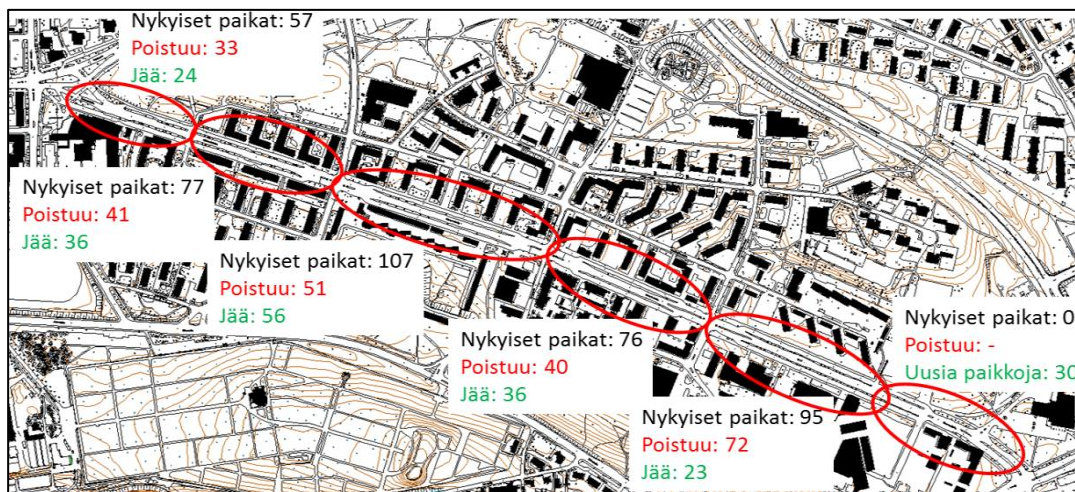 Nykyiset paikat: 57
Poistuu: 33
Jää: 24
Nykyiset paikat: 77
Poistuu: 41
Jää: 36
Nykyiset paikat: 107
Poistuu: 51
Jää: 56
Nykyiset paikat: 76
Poistuu: 40
Jää: 36
Nykyiset paikat: 95
Poistuu: 72
Jää: 23
Nykyiset paikat: 0
Poistuu: -
Uusia paikkoja: 30